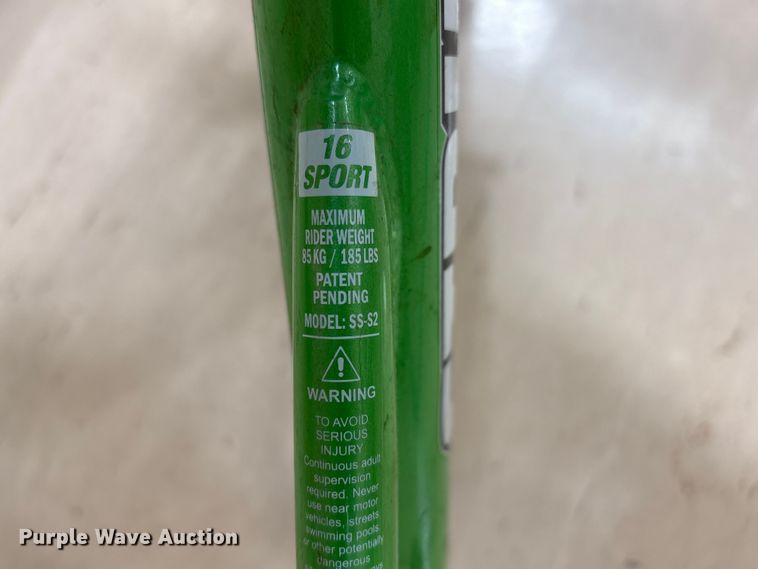 16
SPORT
MAXIMUM
RIDER WEIGHT
85 KG / 185 LBS
PATENT
PENDING
MODEL: SS-S2
WARNING
TO AVOID
SERIOUS
INJURY
Continuous adult
supervision
required. Never
use near motor
vehicles, streets,
swimming pools
or other potentially
dangerous
Purple Wave Auction